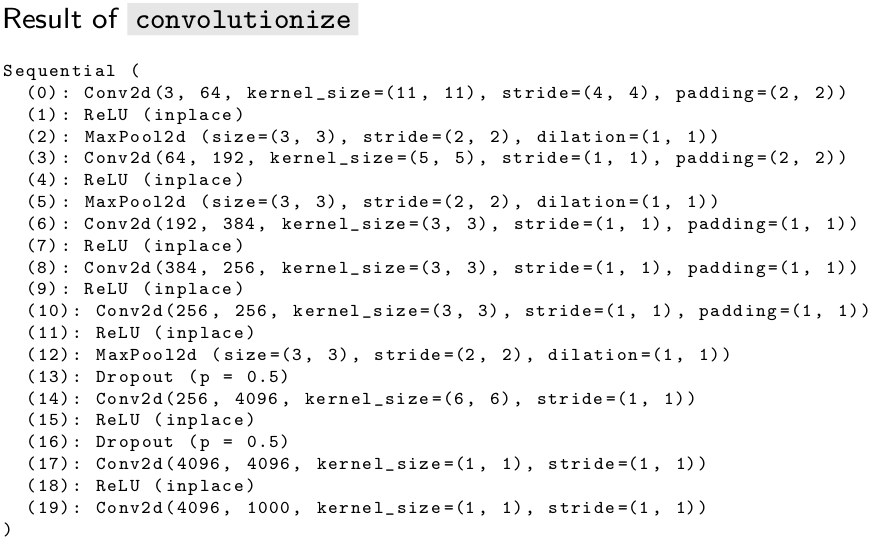 Result of convolutionize
Sequential (
  (0): Conv2d(3, 64, kernel_size=(11, 11), stride=(4, 4), padding=(2, 2))
  (1): ReLU (inplace)
  (2): MaxPool2d (size=(3, 3), stride=(2, 2), dilation=(1, 1))
  (3): Conv2d(64, 192, kernel_size=(5, 5), stride=(1, 1), padding=(2, 2))
  (4): ReLU (inplace)
  (5): MaxPool2d (size=(3, 3), stride=(2, 2), dilation=(1, 1))
  (6): Conv2d(192, 384, kernel_size=(3, 3), stride=(1, 1), padding=(1, 1))
  (7): ReLU (inplace)
  (8): Conv2d(384, 256, kernel_size=(3, 3), stride=(1, 1), padding=(1, 1))
  (9): ReLU (inplace)
  (10): Conv2d(256, 256, kernel_size=(3, 3), stride=(1, 1), padding=(1, 1))
  (11): ReLU (inplace)
  (12): MaxPool2d (size=(3, 3), stride=(2, 2), dilation=(1, 1))
  (13): Dropout (p = 0.5)
  (14): Conv2d(256, 4096, kernel_size=(6, 6), stride=(1, 1))
  (15): ReLU (inplace)
  (16): Dropout (p = 0.5)
  (17): Conv2d(4096, 4096, kernel_size=(1, 1), stride=(1, 1))
  (18): ReLU (inplace)
  (19): Conv2d(4096, 1000, kernel_size=(1, 1), stride=(1, 1))
)